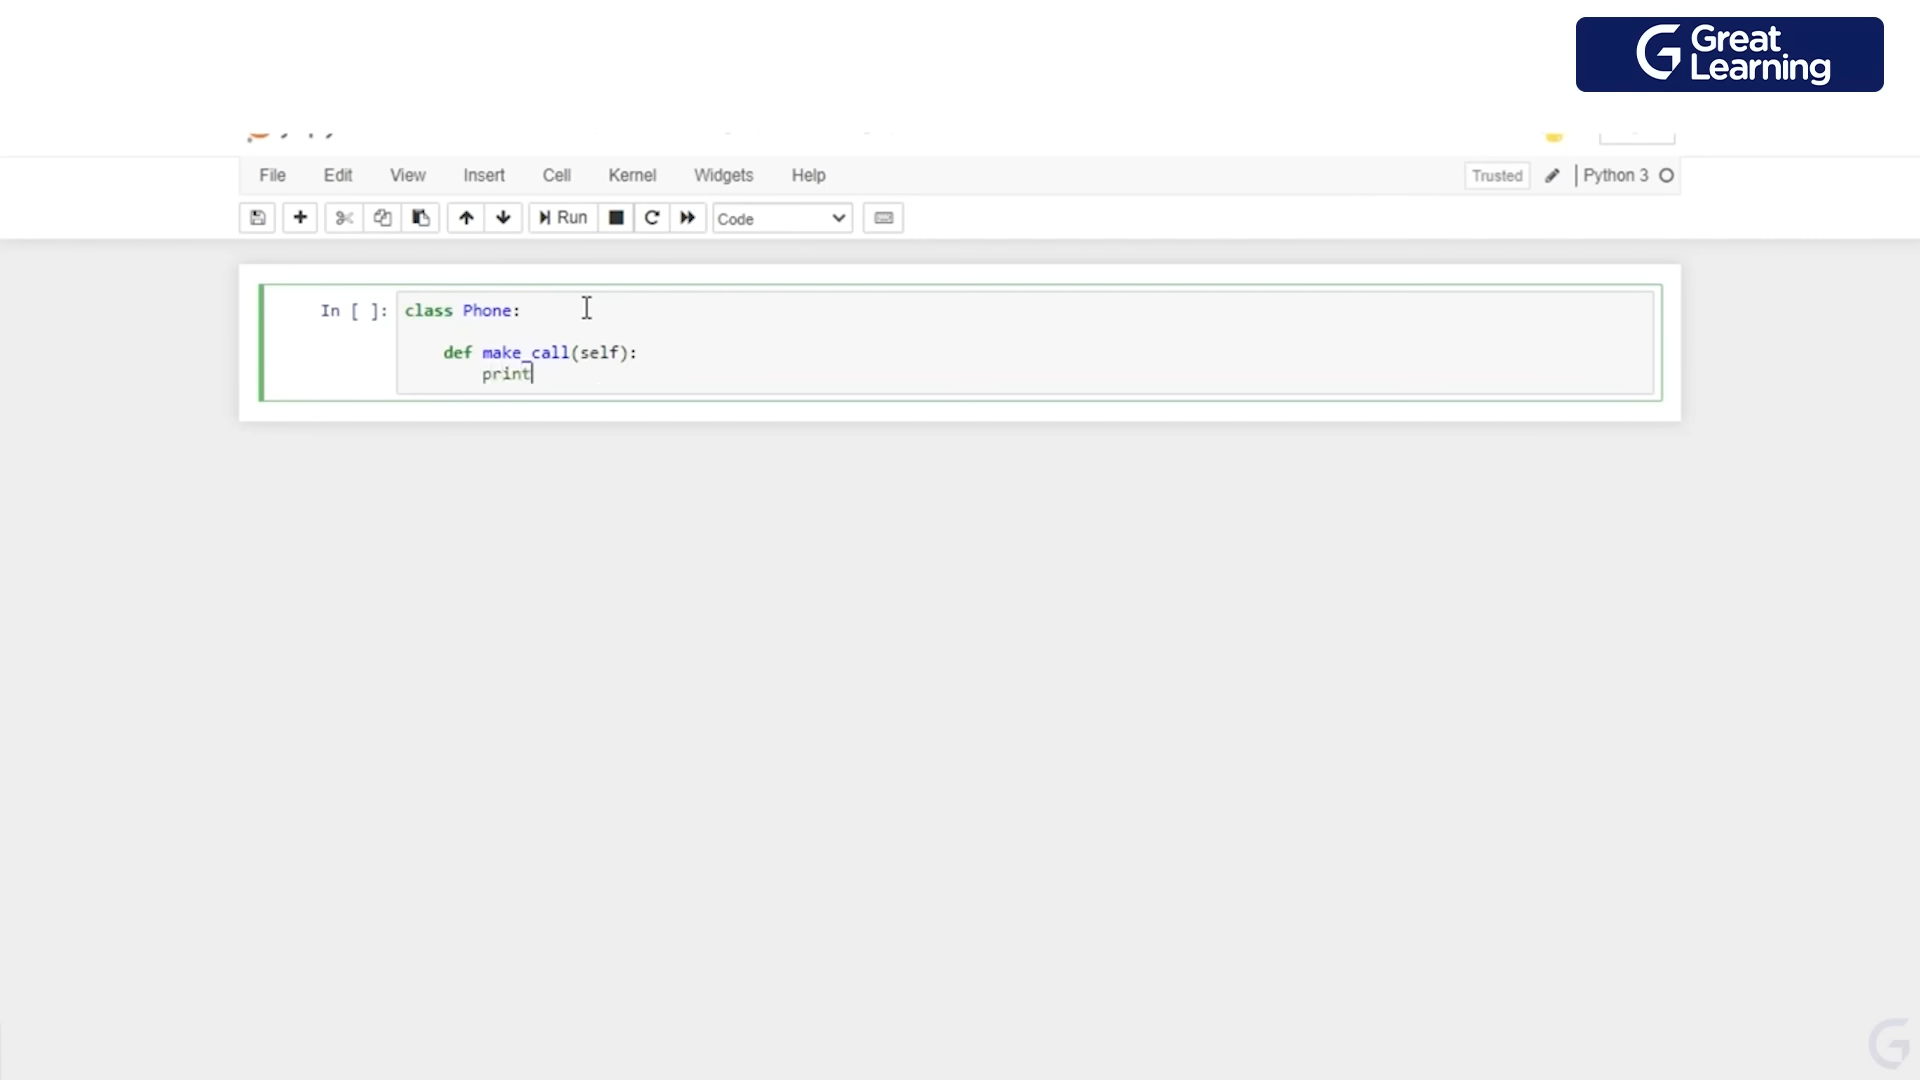 Great
Learning
File Edit View Insert Cell Kernel Widgets Help Trusted Python 3
Run Code
In [ ]: class Phone:
def make_call(self):
print